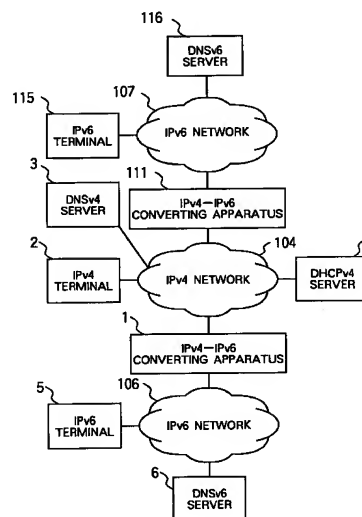 116
DNSv6
SERVER
115
107
IPv6
TERMINAL
IPv6 NETWORK
3
111
DNSv4
SERVER
IPv4-IPv6
CONVERTING APPARATUS
104
2
IPv4
TERMINAL
IPv4 NETWORK
DHCPv4
SERVER
1
IPv4-IPv6
CONVERTING APPARATUS
106
5
IPv6
TERMINAL
IPv6 NETWORK
6
DNSv6
SERVER